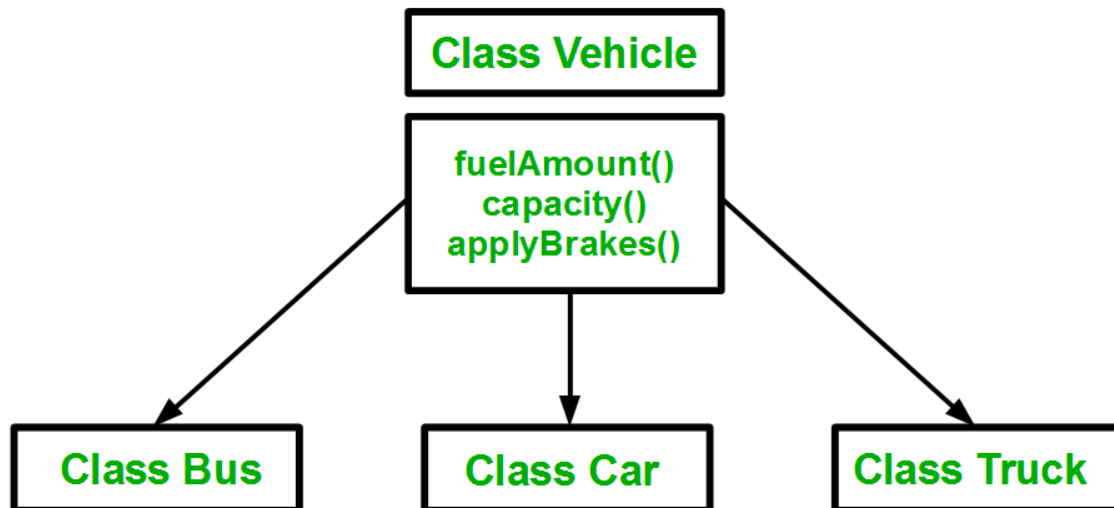 Class Vehicle
fuelAmount()
capacity()
applyBrakes()
Class Bus
Class Car
Class Truck